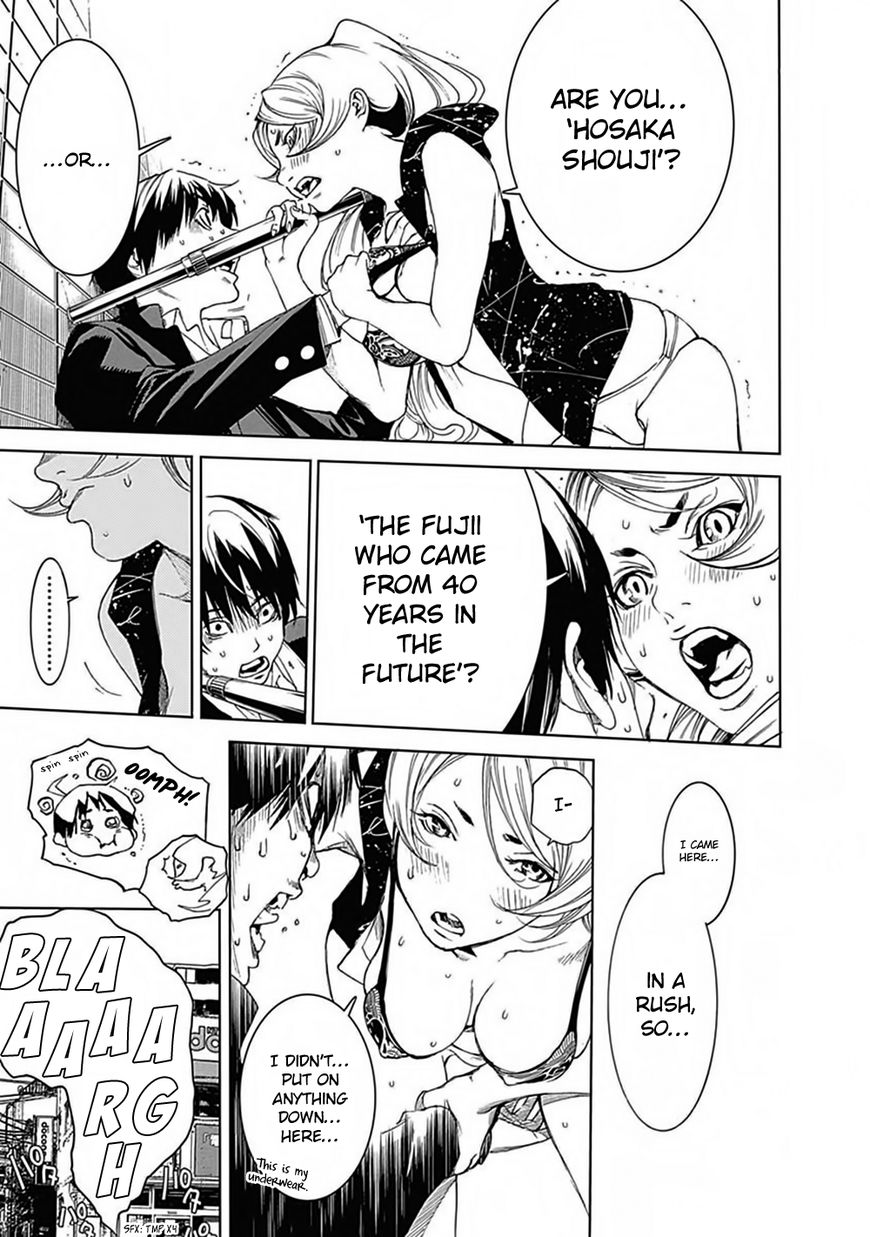 ARE YOU...
'HOSAKA
SHOUJI'?
...OR...
'THE FUJII
WHO CAME
FROM 40
YEARS IN
THE
FUTURE'?
.........
I-
I CAME
HERE...
IN A
RUSH,
SO...
I DIDN'T...
PUT ON
ANYTHING
DOWN...
HERE...
This is my
underwear.
spin spin
OOMPH!
BLA
AAAA
RGH
docomo
SFX: TMP X4